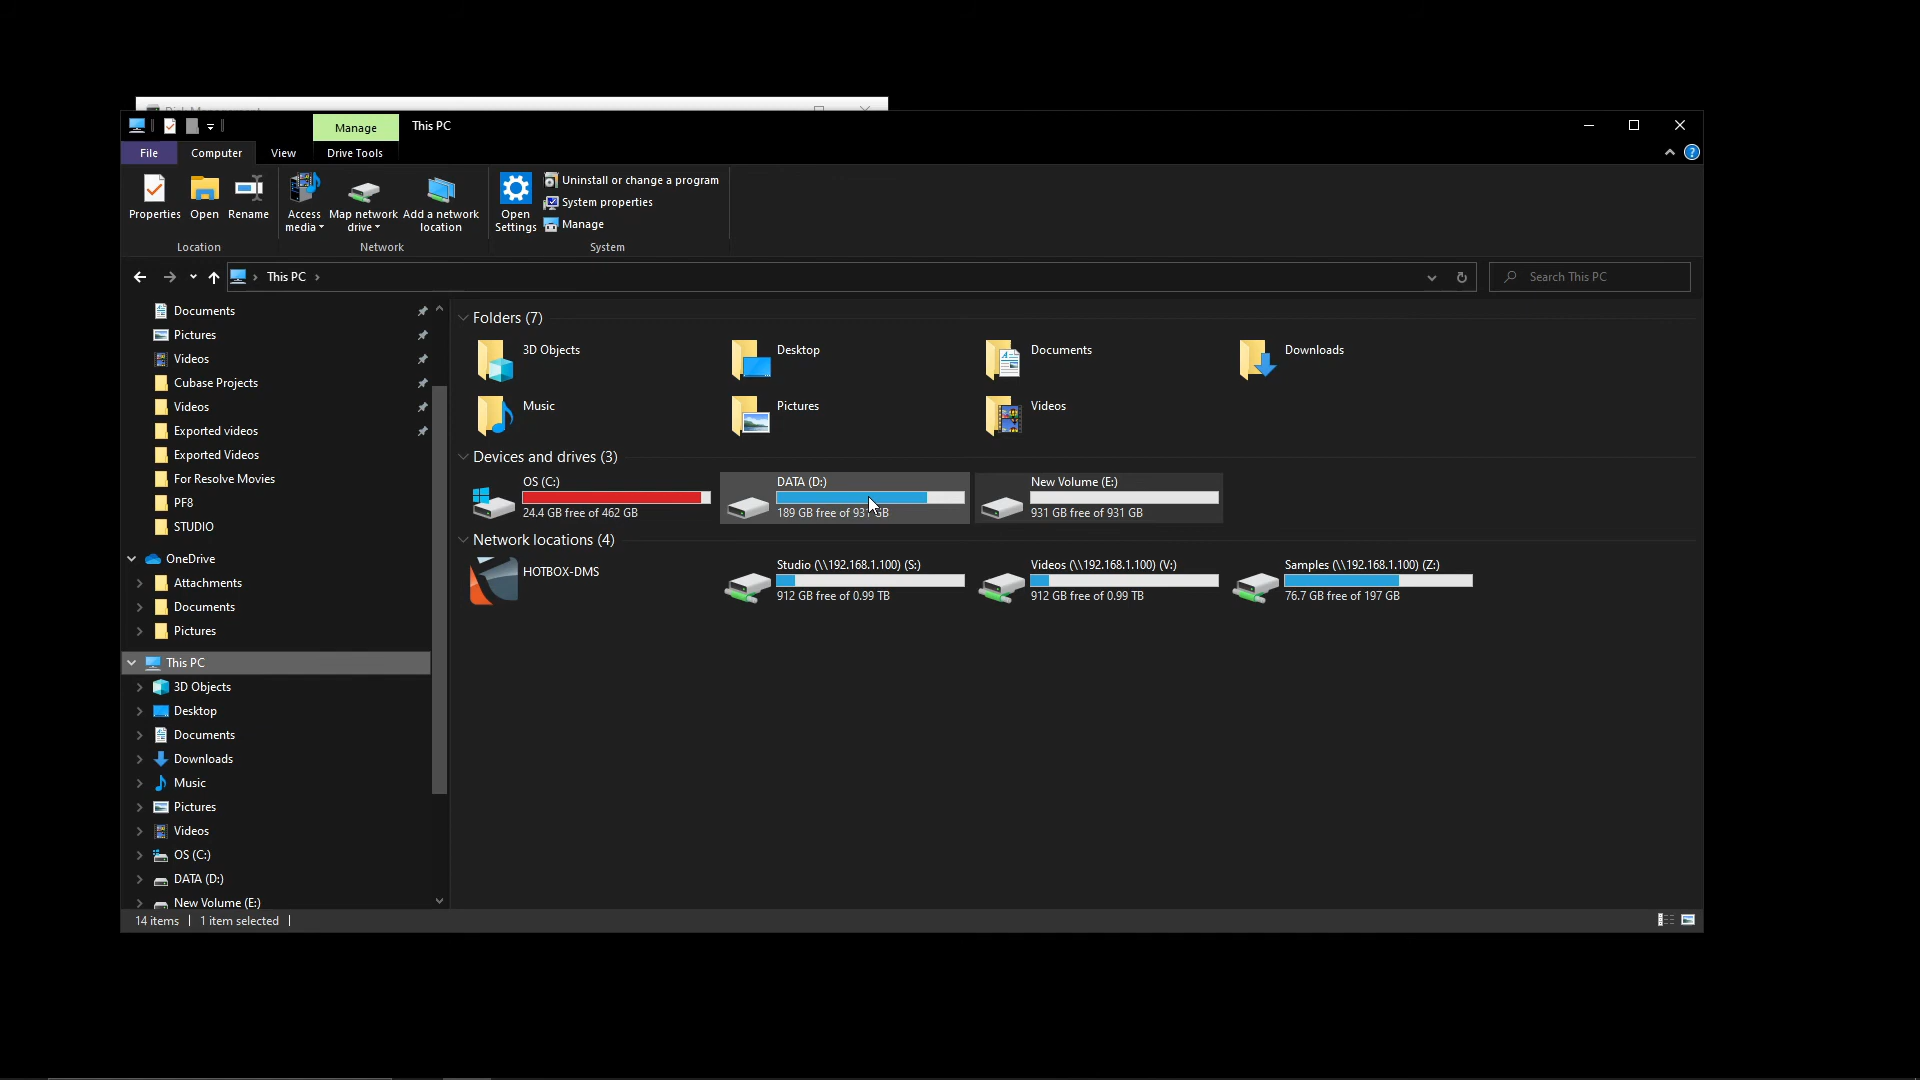 Disk Management
Manage
This PC
File
Computer
View
Drive Tools
Properties
Open
Rename
Access
media
Map network
drive
Add a network
location
Open
Settings
Uninstall or change a program
System properties
Manage
Location
Network
System
This PC
Search This PC
Documents
Pictures
Videos
Cubase Projects
Videos
Exported videos
Exported Videos
For Resolve Movies
PF8
STUDIO
OneDrive
Attachments
Documents
Pictures
This PC
3D Objects
Desktop
Documents
Downloads
Music
Pictures
Videos
OS (C:)
DATA (D:)
New Volume (E:)
Folders (7)
3D Objects
Desktop
Documents
Downloads
Music
Pictures
Videos
Devices and drives (3)
OS (C:)
24.4 GB free of 462 GB
DATA (D:)
189 GB free of 931 GB
New Volume (E:)
931 GB free of 931 GB
Network locations (4)
HOTBOX-DMS
Studio (\\192.168.1.100) (S:)
912 GB free of 0.99 TB
Videos (\\192.168.1.100) (V:)
912 GB free of 0.99 TB
Samples (\\192.168.1.100) (Z:)
76.7 GB free of 197 GB
14 items
1 item selected